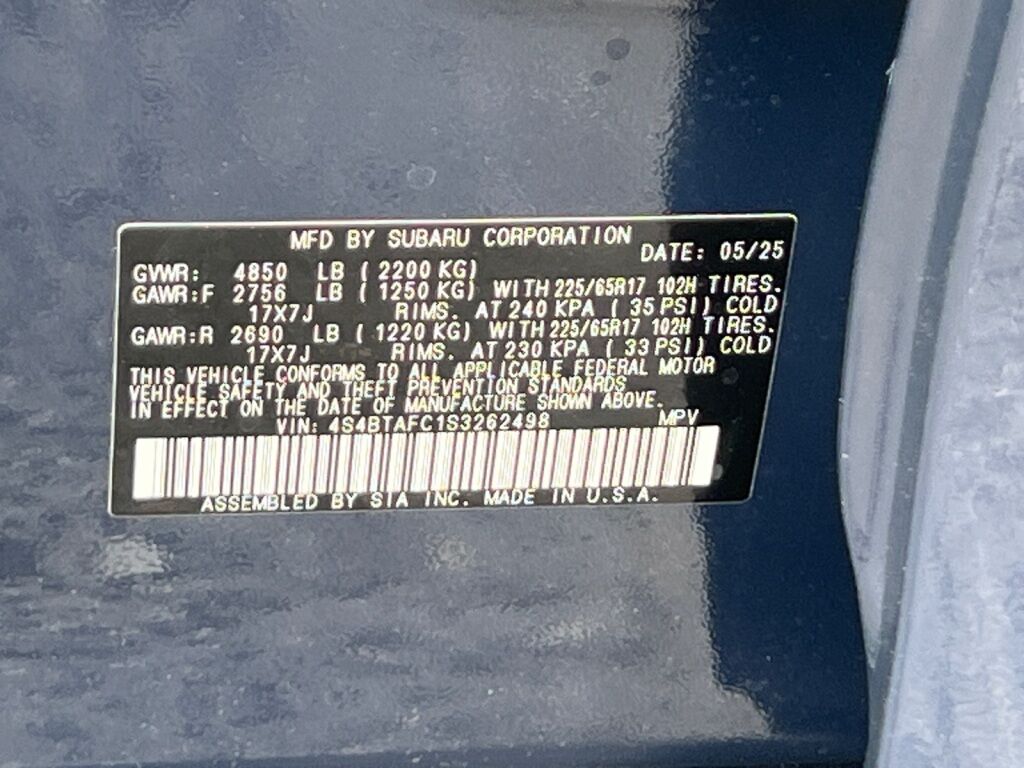 MFD BY SUBARU CORPORATION
DATE: 05/25
GVWR: 4850 LB ( 2200 KG)
GAWR:F 2756 LB ( 1250 KG) WITH 225/65R17 102H TIRES.
17X7J RIMS. AT 240 KPA ( 35 PSI) COLD
GAWR:R 2690 LB ( 1220 KG) WITH 225/65R17 102H TIRES.
17X7J RIMS. AT 230 KPA ( 33 PSI) COLD
THIS VEHICLE CONFORMS TO ALL APPLICABLE FEDERAL MOTOR
VEHICLE SAFETY AND THEFT PREVENTION STANDARDS
IN EFFECT ON THE DATE OF MANUFACTURE SHOWN ABOVE.
VIN: 4S4BTAFC1S3262498 MPV
ASSEMBLED BY SIA INC. MADE IN U.S.A.